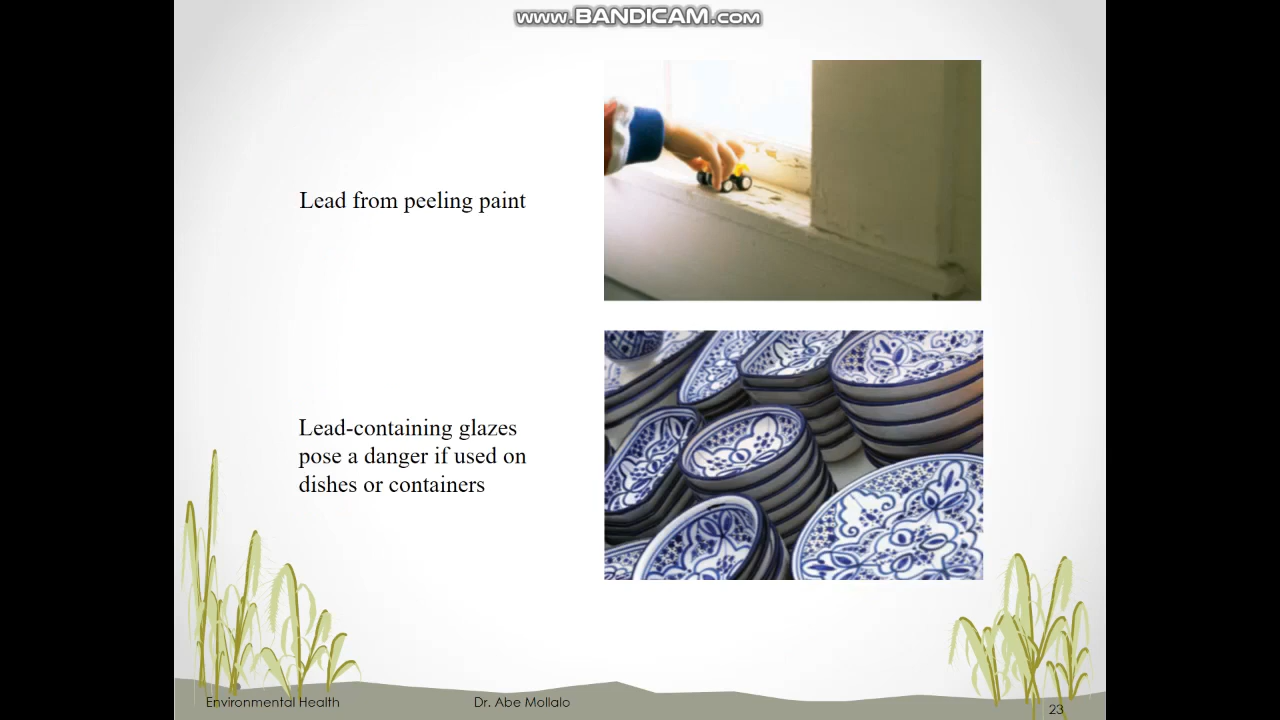 www.BANDICAM.com
Lead from peeling paint
Lead-containing glazes
pose a danger if used on
dishes or containers
Environmental Health
Dr. Abe Mollalo
23